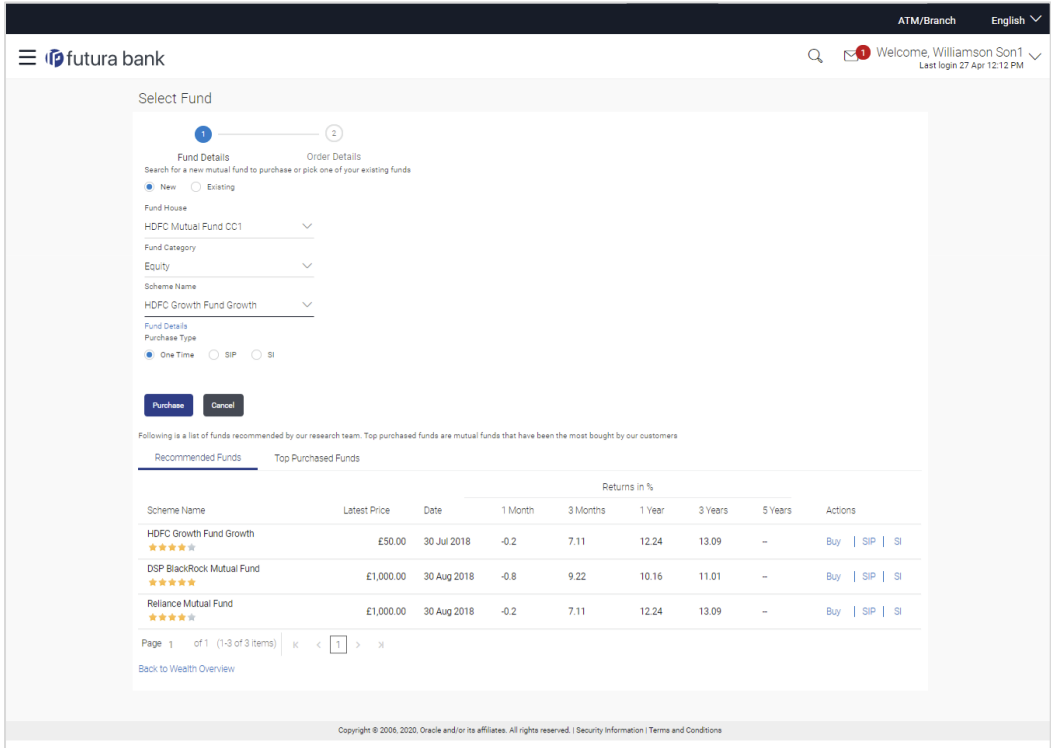 ATM/Branch English
futura bank 1 Welcome, Williamson Son1
Last login 27 Apr 12:12 PM
Select Fund
1 2
Fund Details Order Details
Search for a new mutual fund to purchase or pick one of your existing funds
New Existing
Fund House
HDFC Mutual Fund CC1
Fund Category
Equity
Scheme Name
HDFC Growth Fund Growth
Fund Details
Purchase Type
One Time SIP SI
Purchase Cancel
Following is a list of funds recommended by our research team. Top purchased funds are mutual funds that have been the most bought by our customers
Recommended Funds Top Purchased Funds
Returns in %
Scheme Name Latest Price Date 1 Month 3 Months 1 Year 3 Years 5 Years Actions
HDFC Growth Fund Growth £50.00 30 Jul 2018 -0.2 7.11 12.24 13.09 – Buy | SIP | SI
DSP BlackRock Mutual Fund £1,000.00 30 Aug 2018 -0.8 9.22 10.16 11.01 – Buy | SIP | SI
Reliance Mutual Fund £1,000.00 30 Aug 2018 -0.2 7.11 12.24 13.09 – Buy | SIP | SI
Page 1 of 1 (1-3 of 3 items) 1
Back to Wealth Overview
Copyright © 2006, 2020, Oracle and/or its affiliates. All rights reserved. | Security Information | Terms and Conditions